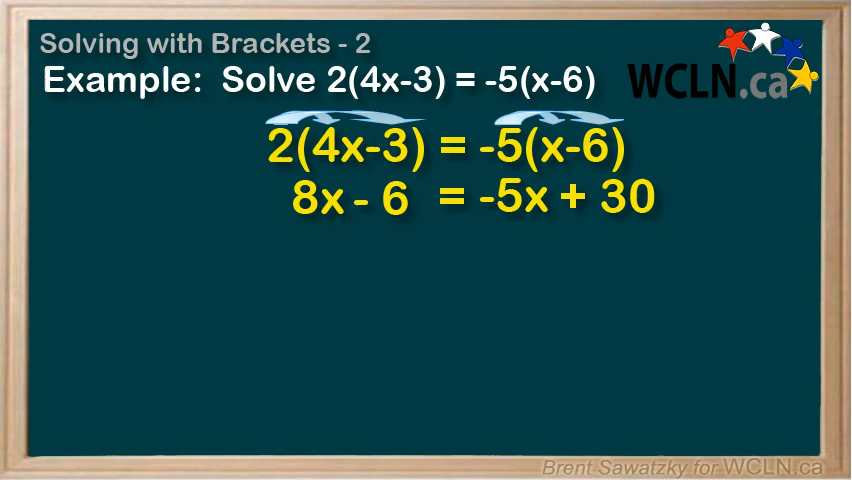 Solving with Brackets - 2
Example:  Solve 2(4x-3) = -5(x-6)
WCLN.ca
2(4x-3) = -5(x-6)
8x - 6 = -5x + 30
Brent Sawatzky for WCLN.ca